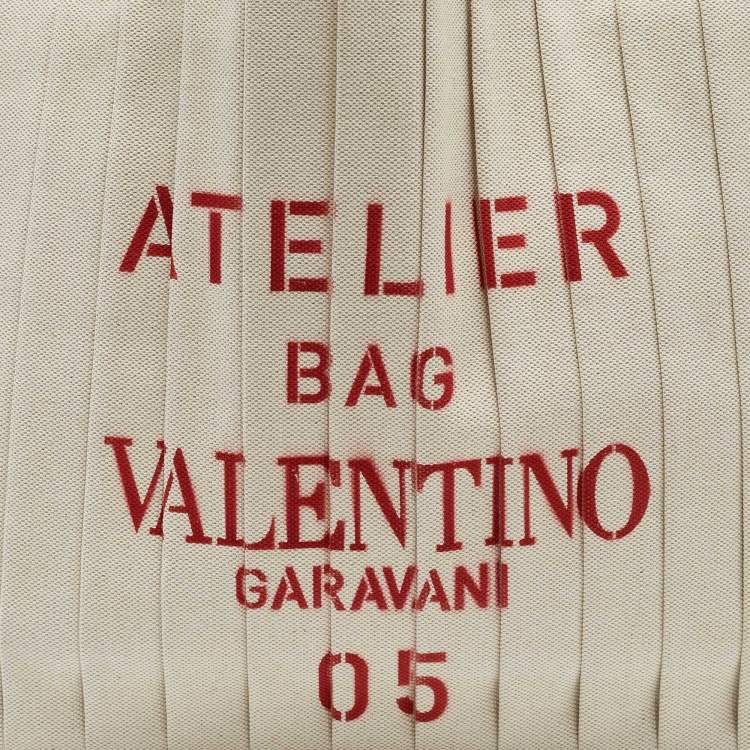 ATELIER
BAG
VALENTINO
GARAVANI
05